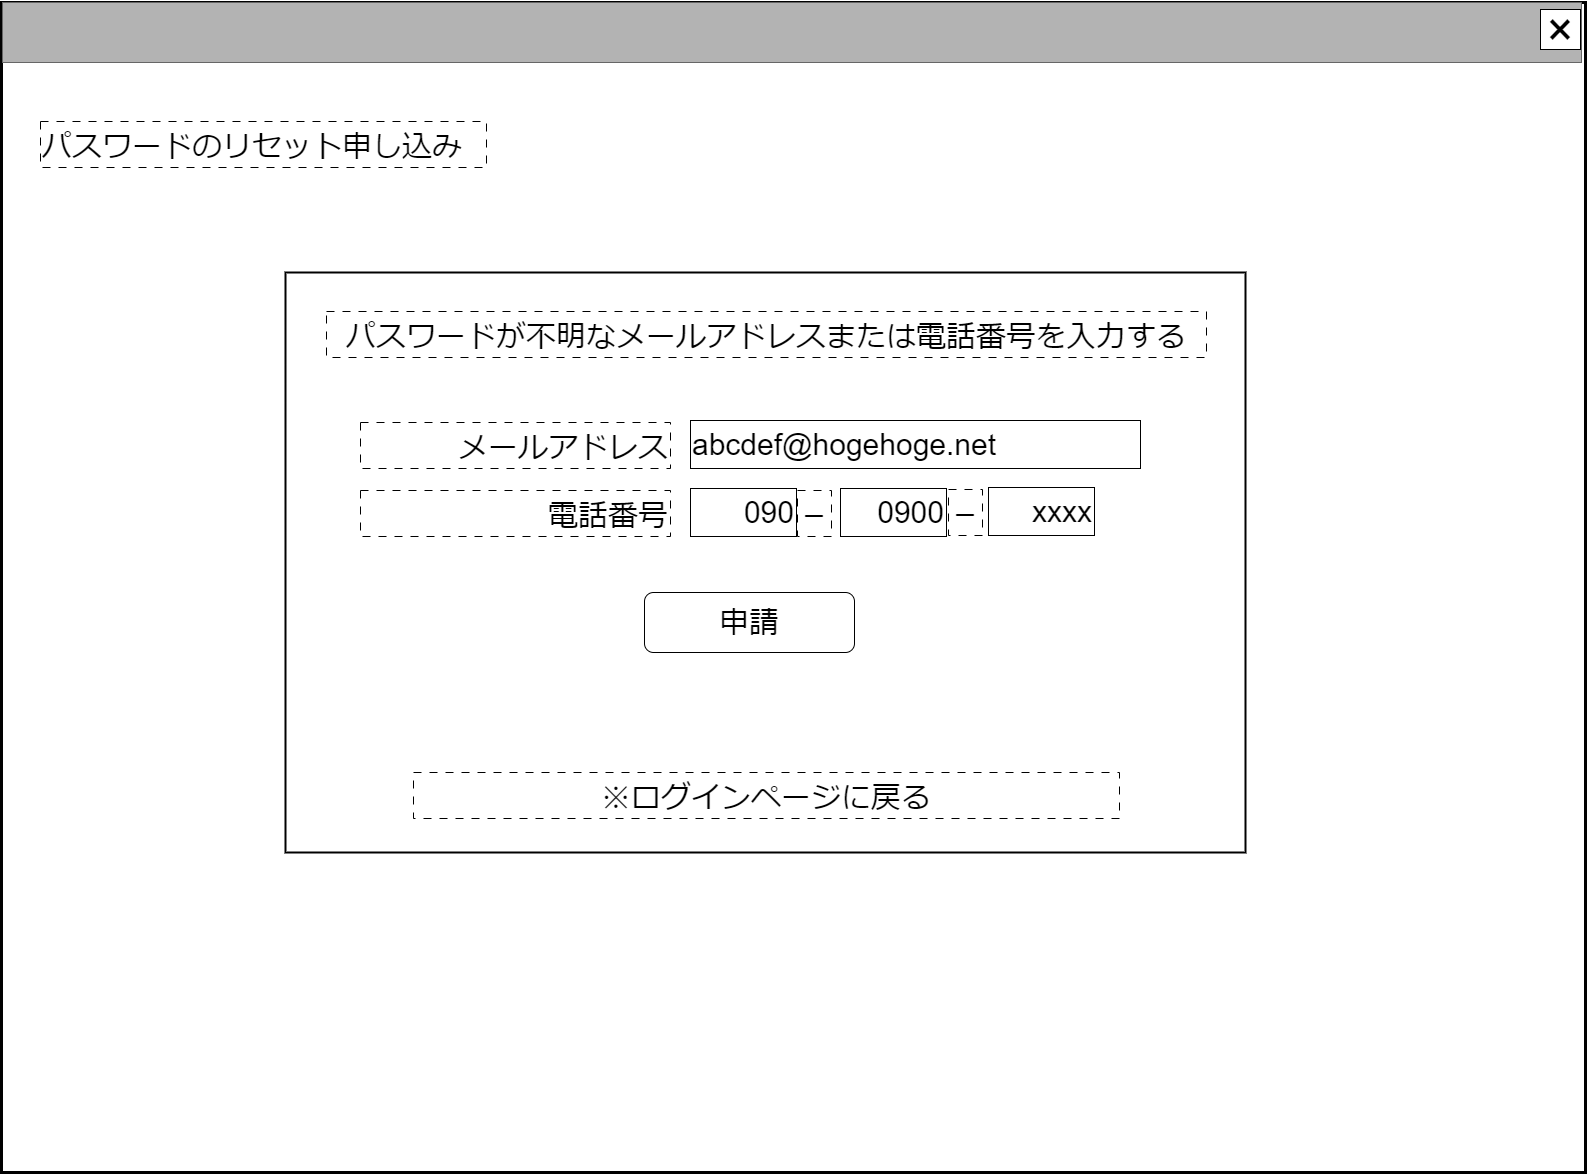 パスワードのリセット申し込み
パスワードが不明なメールアドレスまたは電話番号を入力する
メールアドレス abcdef@hogehoge.net
電話番号 090 – 0900 – xxxx
申請
※ログインページに戻る